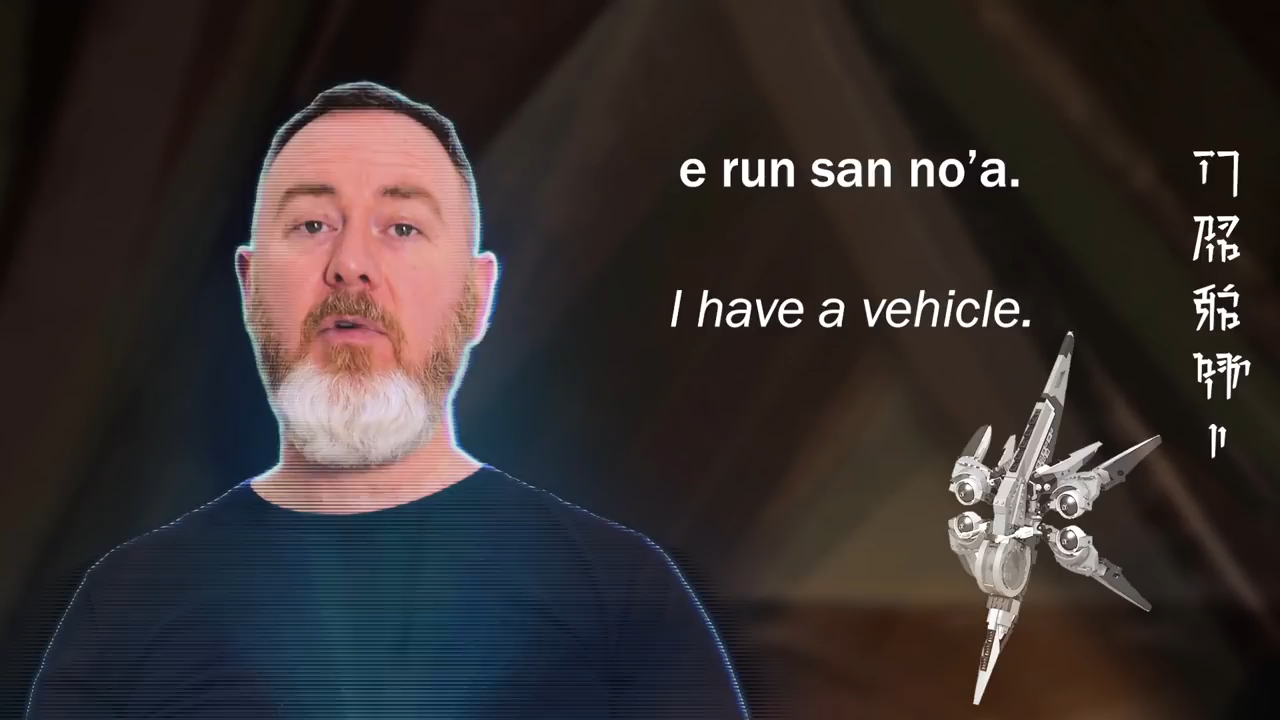 e run san no’a.
I have a vehicle.